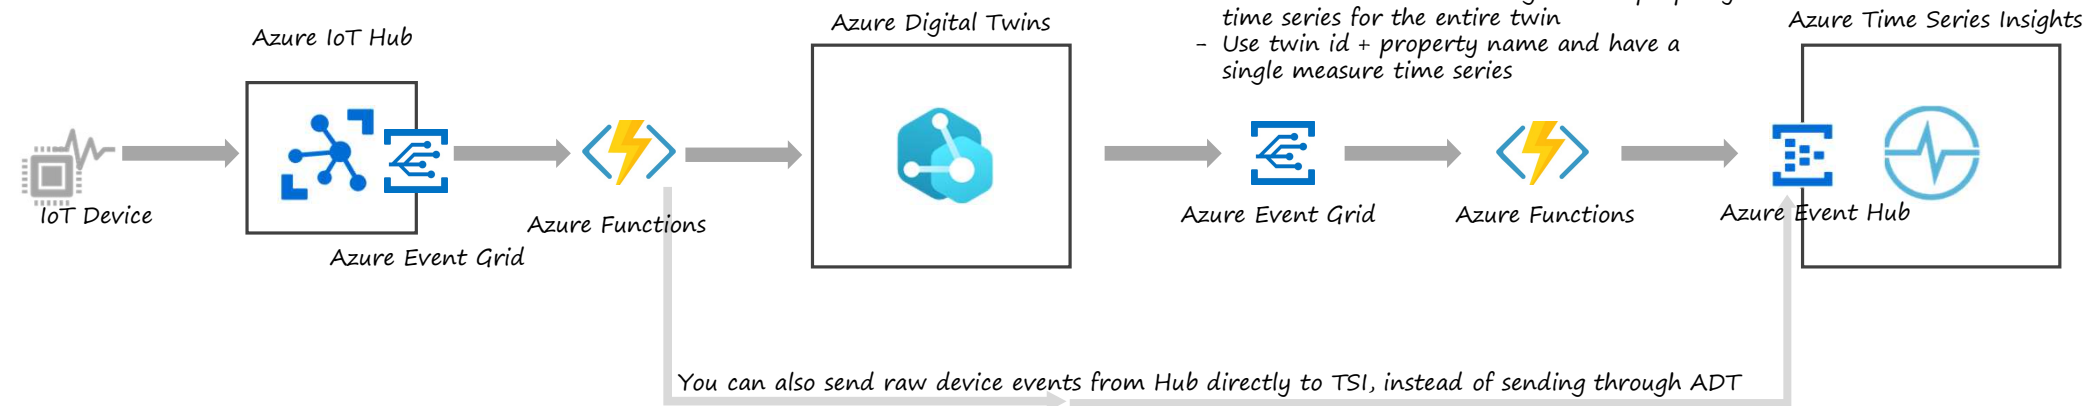 time series for the entire twin
- Use twin id + property name and have a
single measure time series
Azure IoT Hub
Azure Digital Twins
Azure Time Series Insights
IoT Device
Azure Event Grid
Azure Functions
Azure Event Grid
Azure Functions
Azure Event Hub
You can also send raw device events from Hub directly to TSI, instead of sending through ADT